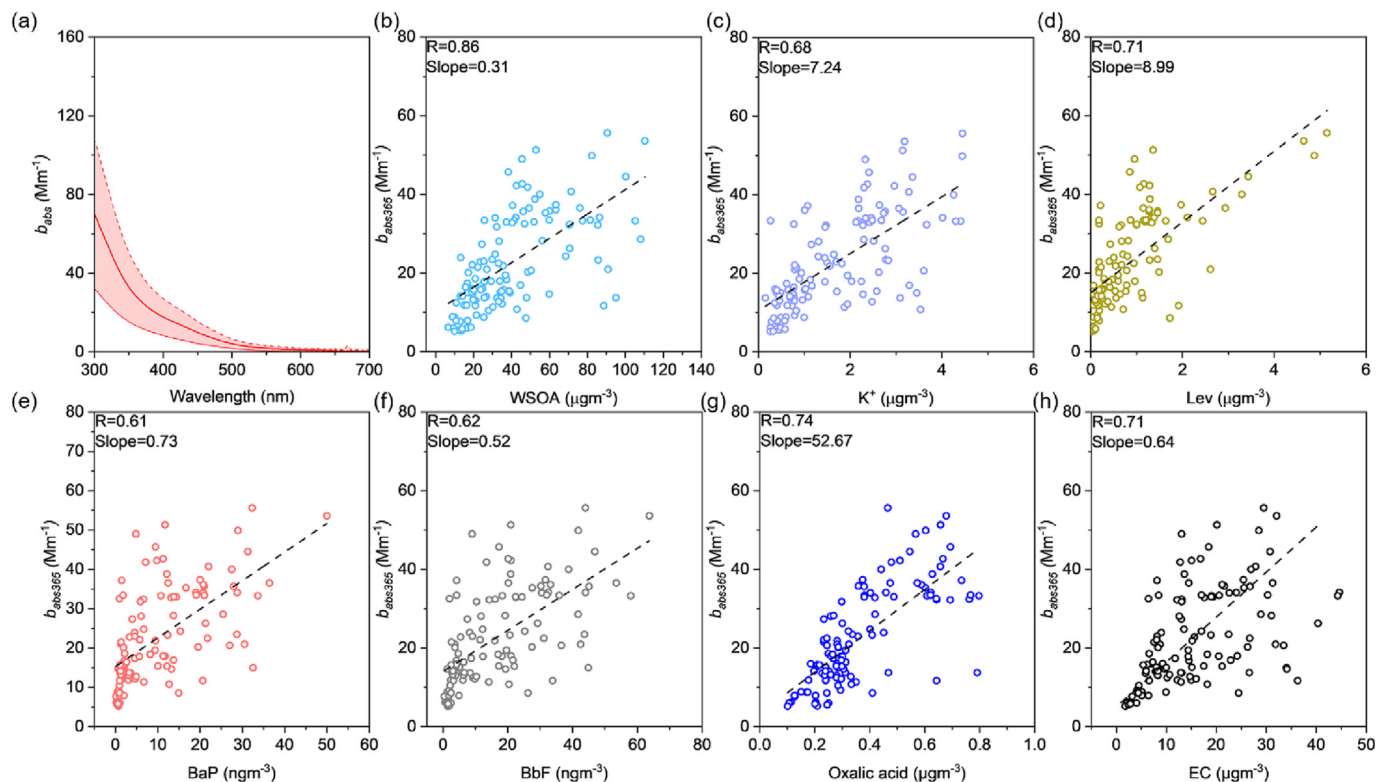 (a)
160
120
80
40
0
babs (Mm⁻¹)
300 400 500 600 700
Wavelength (nm)
(b)
R=0.86
Slope=0.31
80
60
40
20
0
babs365 (Mm⁻¹)
0 20 40 60 80 100 120 140
WSOA (μgm⁻³)
(c)
R=0.68
Slope=7.24
80
60
40
20
0
babs365 (Mm⁻¹)
0 2 4 6
K⁺ (μgm⁻³)
(d)
R=0.71
Slope=8.99
80
60
40
20
0
babs365 (Mm⁻¹)
0 2 4 6
Lev (μgm⁻³)
(e)
R=0.61
Slope=0.73
80
70
60
50
40
30
20
10
0
babs365 (Mm⁻¹)
0 10 20 30 40 50 60
BaP (ngm⁻³)
(f)
R=0.62
Slope=0.52
80
60
40
20
0
babs365 (Mm⁻¹)
0 20 40 60 80
BbF (ngm⁻³)
(g)
R=0.74
Slope=52.67
80
60
40
20
0
babs365 (Mm⁻¹)
0.0 0.2 0.4 0.6 0.8 1.0
Oxalic acid (μgm⁻³)
(h)
R=0.71
Slope=0.64
80
60
40
20
0
babs365 (Mm⁻¹)
0 10 20 30 40 50
EC (μgm⁻³)